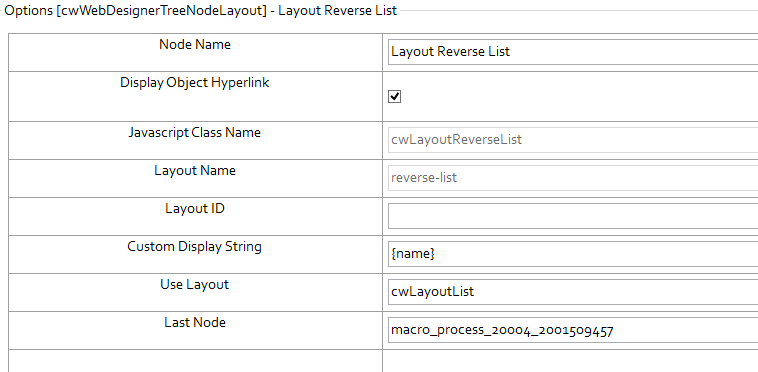 Options [cwWebDesignerTreeNodeLayout] - Layout Reverse List
Node Name Layout Reverse List
Display Object Hyperlink
Javascript Class Name cwLayoutReverseList
Layout Name reverse-list
Layout ID
Custom Display String {name}
Use Layout cwLayoutList
Last Node macro_process_20004_2001509457